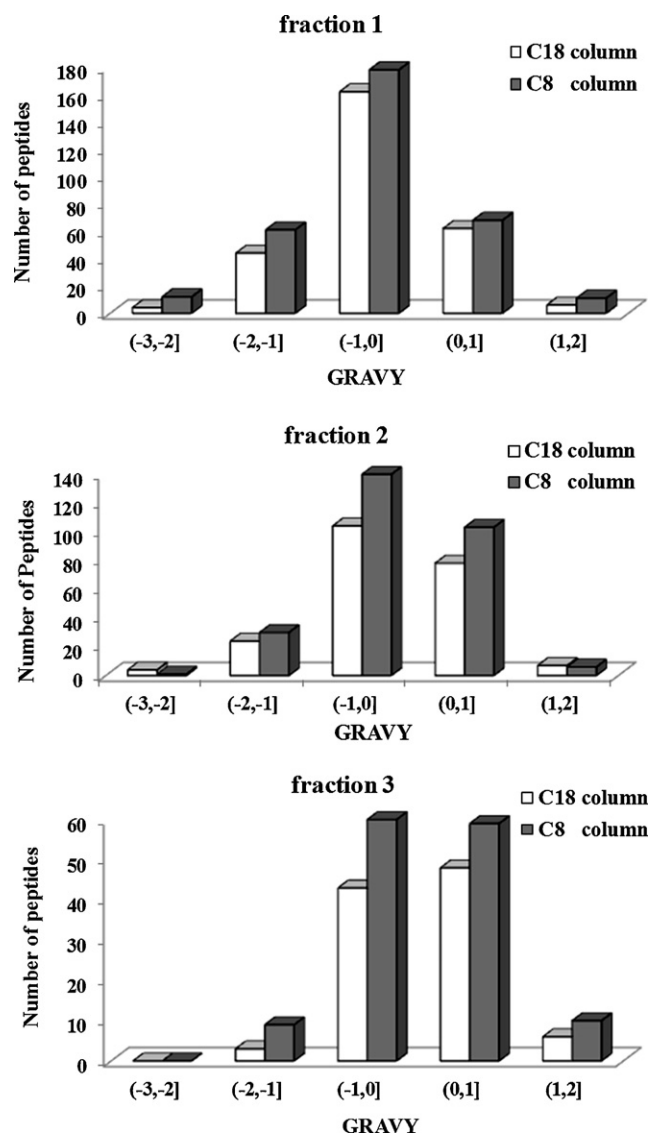 fraction 1
C18 column
C8 column
Number of peptides
180
160
140
120
100
80
60
40
20
0
(-3,-2] (-2,-1] (-1,0] (0,1] (1,2]
GRAVY
fraction 2
C18 column
C8 column
Number of Peptides
140
120
100
80
60
40
20
0
(-3,-2] (-2,-1] (-1,0] (0,1] (1,2]
GRAVY
fraction 3
C18 column
C8 column
Number of peptides
60
50
40
30
20
10
0
(-3,-2] (-2,-1] (-1,0] (0,1] (1,2]
GRAVY